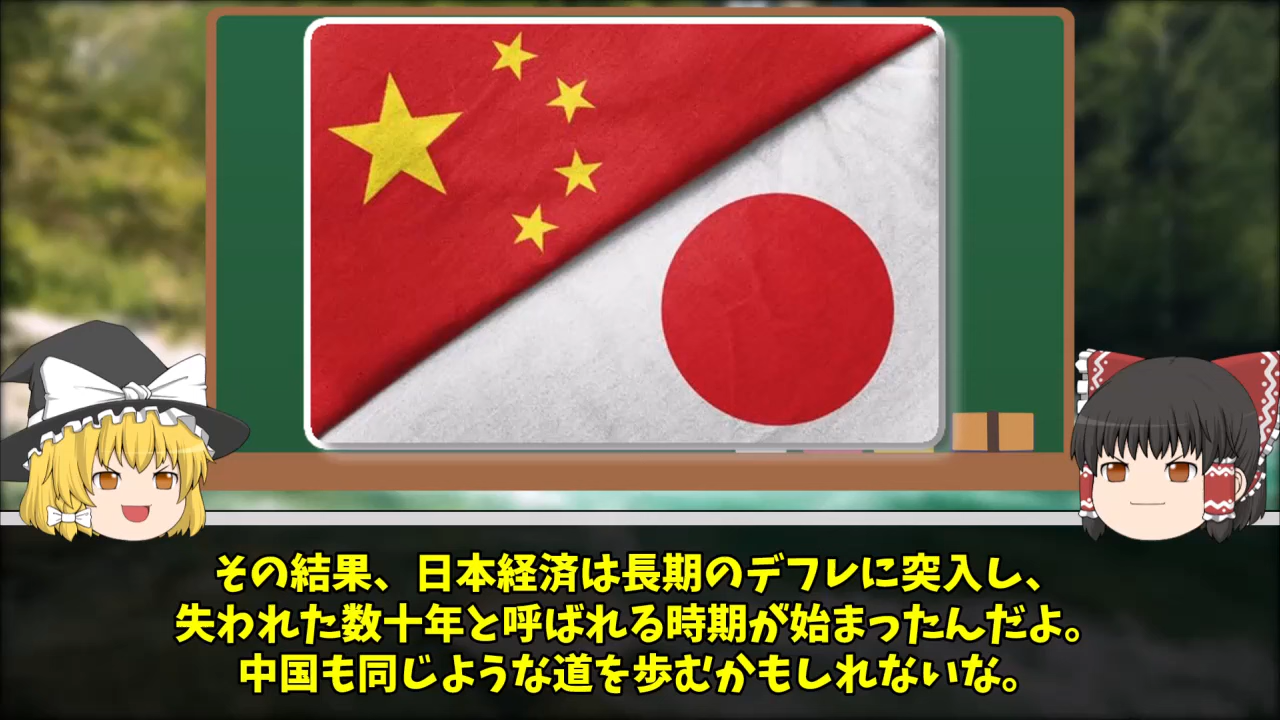 その結果、日本経済は長期のデフレに突入し、
失われた数十年と呼ばれる時期が始まったんだよ。
中国も同じような道を歩むかもしれないな。